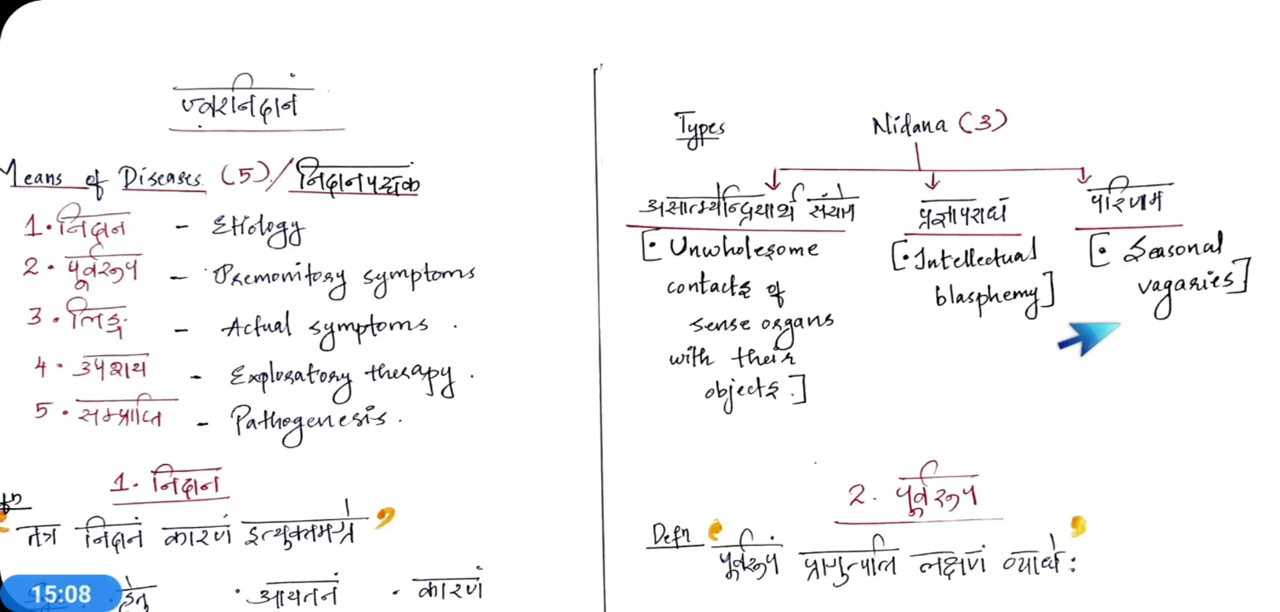 ज्वरनिदानं
Means of Diseases (5) / निदानपञ्चक
1. निदान - Etiology
2. पूर्वरूप - Premonitory symptoms
3. लिङ्ग - Actual symptoms.
4. उपशय - Exploratory therapy.
5. सम्प्राप्ति - Pathogenesis.
1. निदान
तत्र निदानं कारणं इत्युक्तमग्रे
हेतु • आयतनं • कारणं
15:08
Types Nidana (3)
असात्म्येन्द्रियार्थ संयोग
प्रज्ञापराध
परिणाम
[• Unwholesome
contacts of
sense organs
with their
objects.]
[• Intellectual
blasphemy]
[• Seasonal
vagaries]
2. पूर्वरूप
Defn पूर्वरूपं प्रागुत्पत्ति लक्षणं व्याधे: